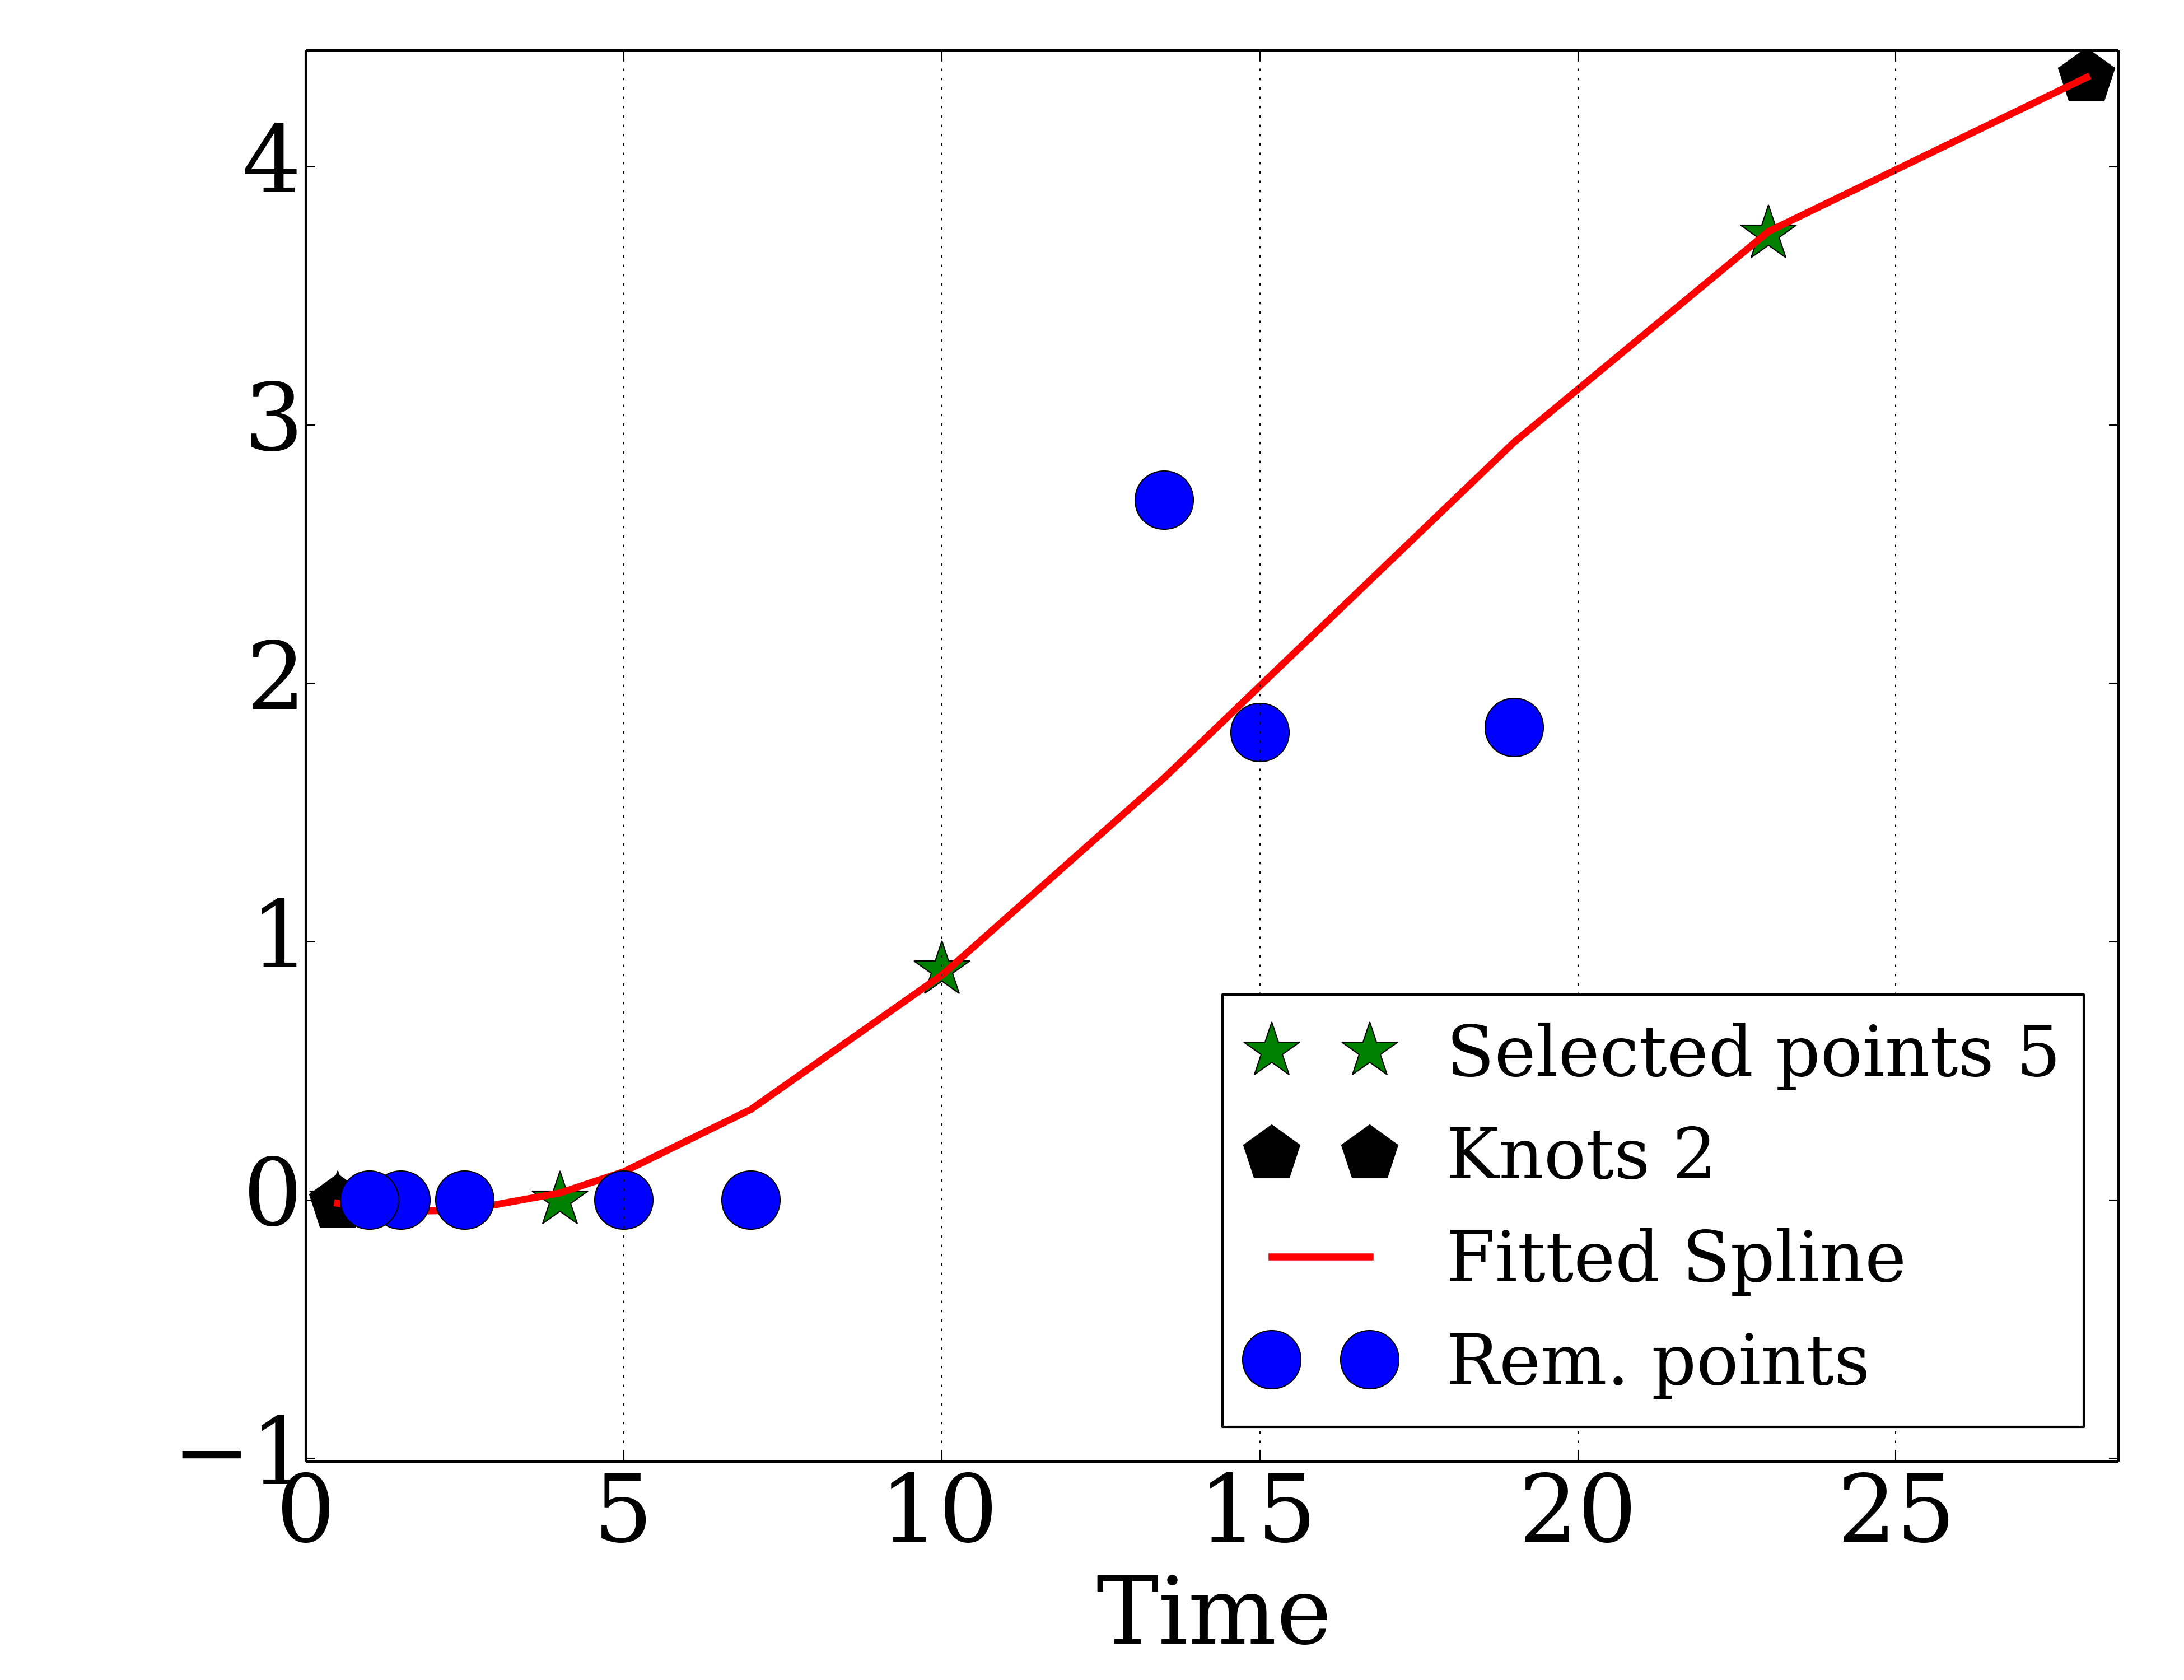 4
3
2
1
0
−1
0 5 10 15 20 25
Time
Selected points 5
Knots 2
Fitted Spline
Rem. points